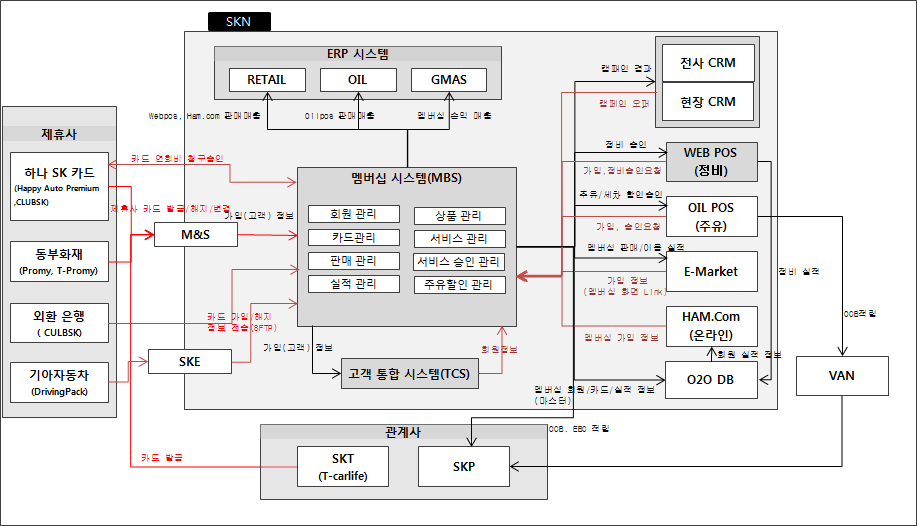 SKN
ERP 시스템
RETAIL
OIL
GMAS
전사 CRM
현장 CRM
캠페인 결과
캠페인 오퍼
Webpos, Ham.com 판매매출
Oilpos 판매매출
멤버십 손익 매출
제휴사
하나 SK 카드
(Happy Auto Premium
,CLUBSK)
동부화재
(Promy, T-Promy)
외환 은행
( CULBSK)
기아자동차
(DrivingPack)
카드 연회비 청구승인
제휴사 카드 발급/해지/변경
가입(고객) 정보
M&S
SKE
카드 가입/해지
정보 전송(SFTP)
가입(고객) 정보
멤버십 시스템(MBS)
회원 관리
상품 관리
카드관리
서비스 관리
판매 관리
서비스 승인 관리
실적 관리
주유할인 관리
회원정보
고객 통합 시스템(TCS)
정비 승인
가입,정비승인요청
WEB POS
(정비)
주유/세차 할인승인
가입, 승인요청
OIL POS
(주유)
멤버십 판매/이용 실적
E-Market
가입 정보
(멤버십 화면 Link)
정비 실적
멤버십 가입 정보
HAM.Com
(온라인)
회원 실적 정보
O2O DB
멤버십 회원/카드/실적 정보
(마스터)
OCB적립
VAN
관계사
OCB, EBO 적립
SKT
(T-carlife)
SKP
카드 발급